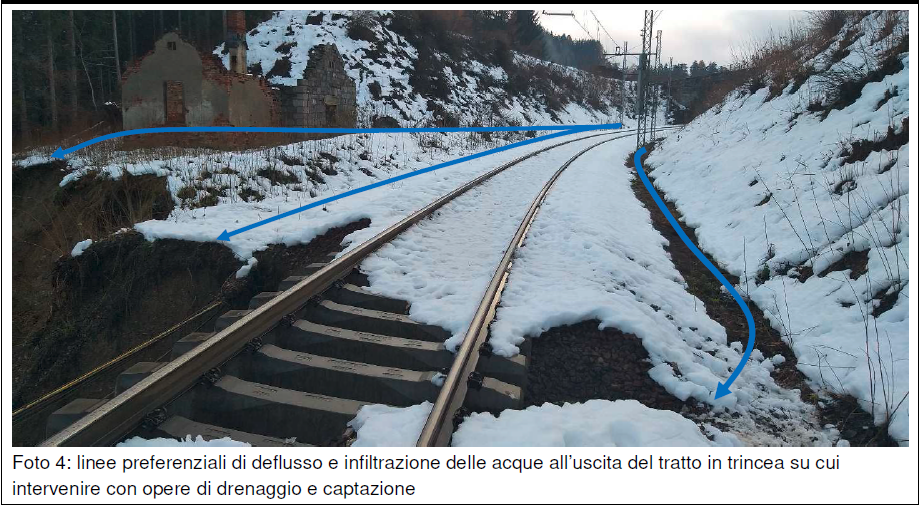 Foto 4: linee preferenziali di deflusso e infiltrazione delle acque all'uscita del tratto in trincea su cui
intervenire con opere di drenaggio e captazione